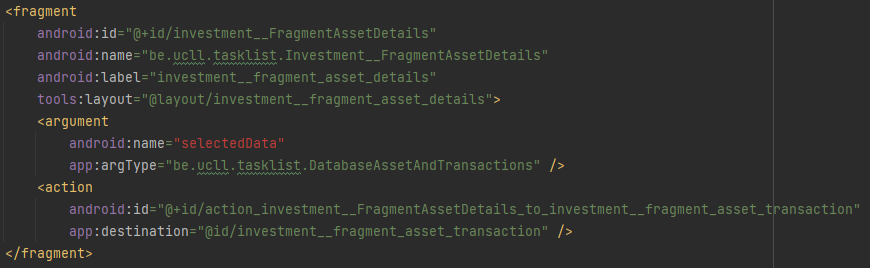 <fragment
android:id="@+id/investment__FragmentAssetDetails"
android:name="be.ucll.tasklist.Investment__FragmentAssetDetails"
android:label="investment__fragment_asset_details"
tools:layout="@layout/investment__fragment_asset_details">
<argument
android:name="selectedData"
app:argType="be.ucll.tasklist.DatabaseAssetAndTransactions" />
<action
android:id="@+id/action_investment__FragmentAssetDetails_to_investment__fragment_asset_transaction"
app:destination="@id/investment__fragment_asset_transaction" />
</fragment>